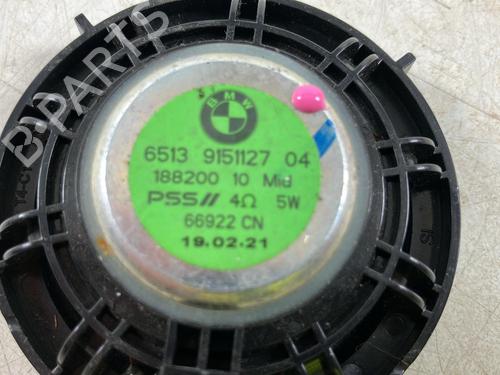 BMW
6513 9151127 04
188200 10 Mid
PSS// 4Ω 5W
66922 CN
19.02.21
B-PARTS